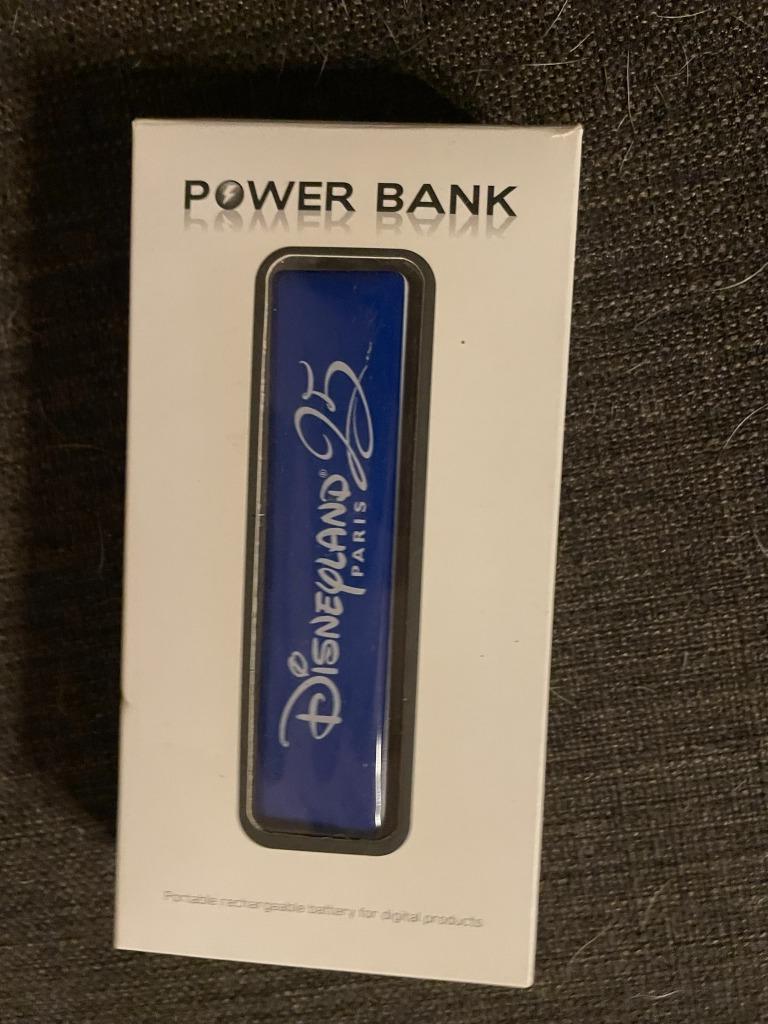 POWER BANK
DISNEYLAND® 25
PARIS
Portable rechargeable battery for digital products